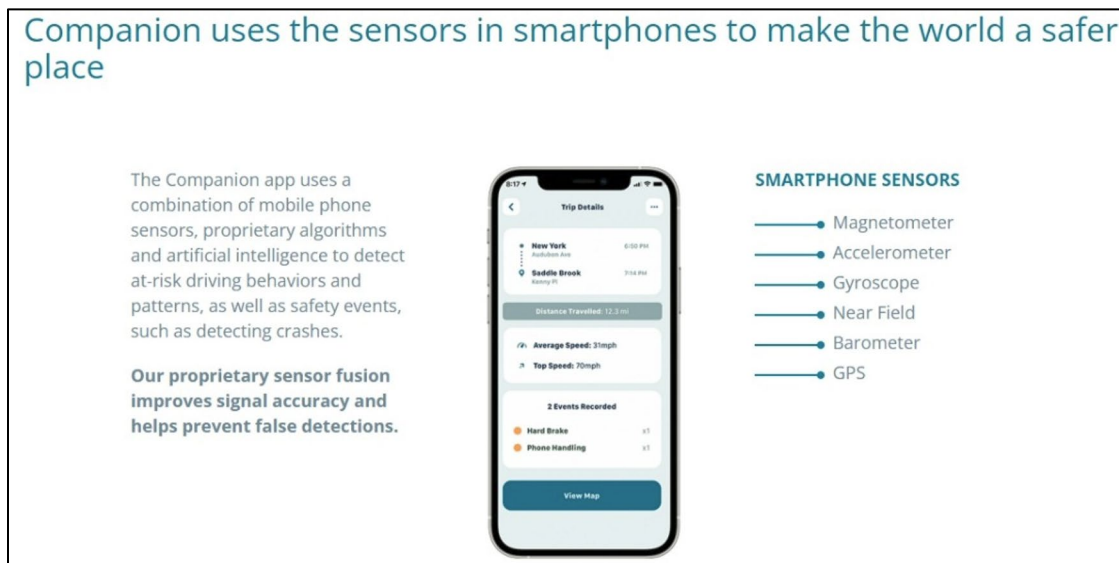 Companion uses the sensors in smartphones to make the world a safer
place
The Companion app uses a
combination of mobile phone
sensors, proprietary algorithms
and artificial intelligence to detect
at-risk driving behaviors and
patterns, as well as safety events,
such as detecting crashes.
Our proprietary sensor fusion
improves signal accuracy and
helps prevent false detections.
8:17
Trip Details
New York 6:00 PM
Audubon Ave
Saddle Brook 7:14 PM
Kenny Pl
Distance Travelled: 12.3 mi
Average Speed: 31mph
Top Speed: 70mph
2 Events Recorded
Hard Brake x1
Phone Handling x1
View Map
SMARTPHONE SENSORS
Magnetometer
Accelerometer
Gyroscope
Near Field
Barometer
GPS